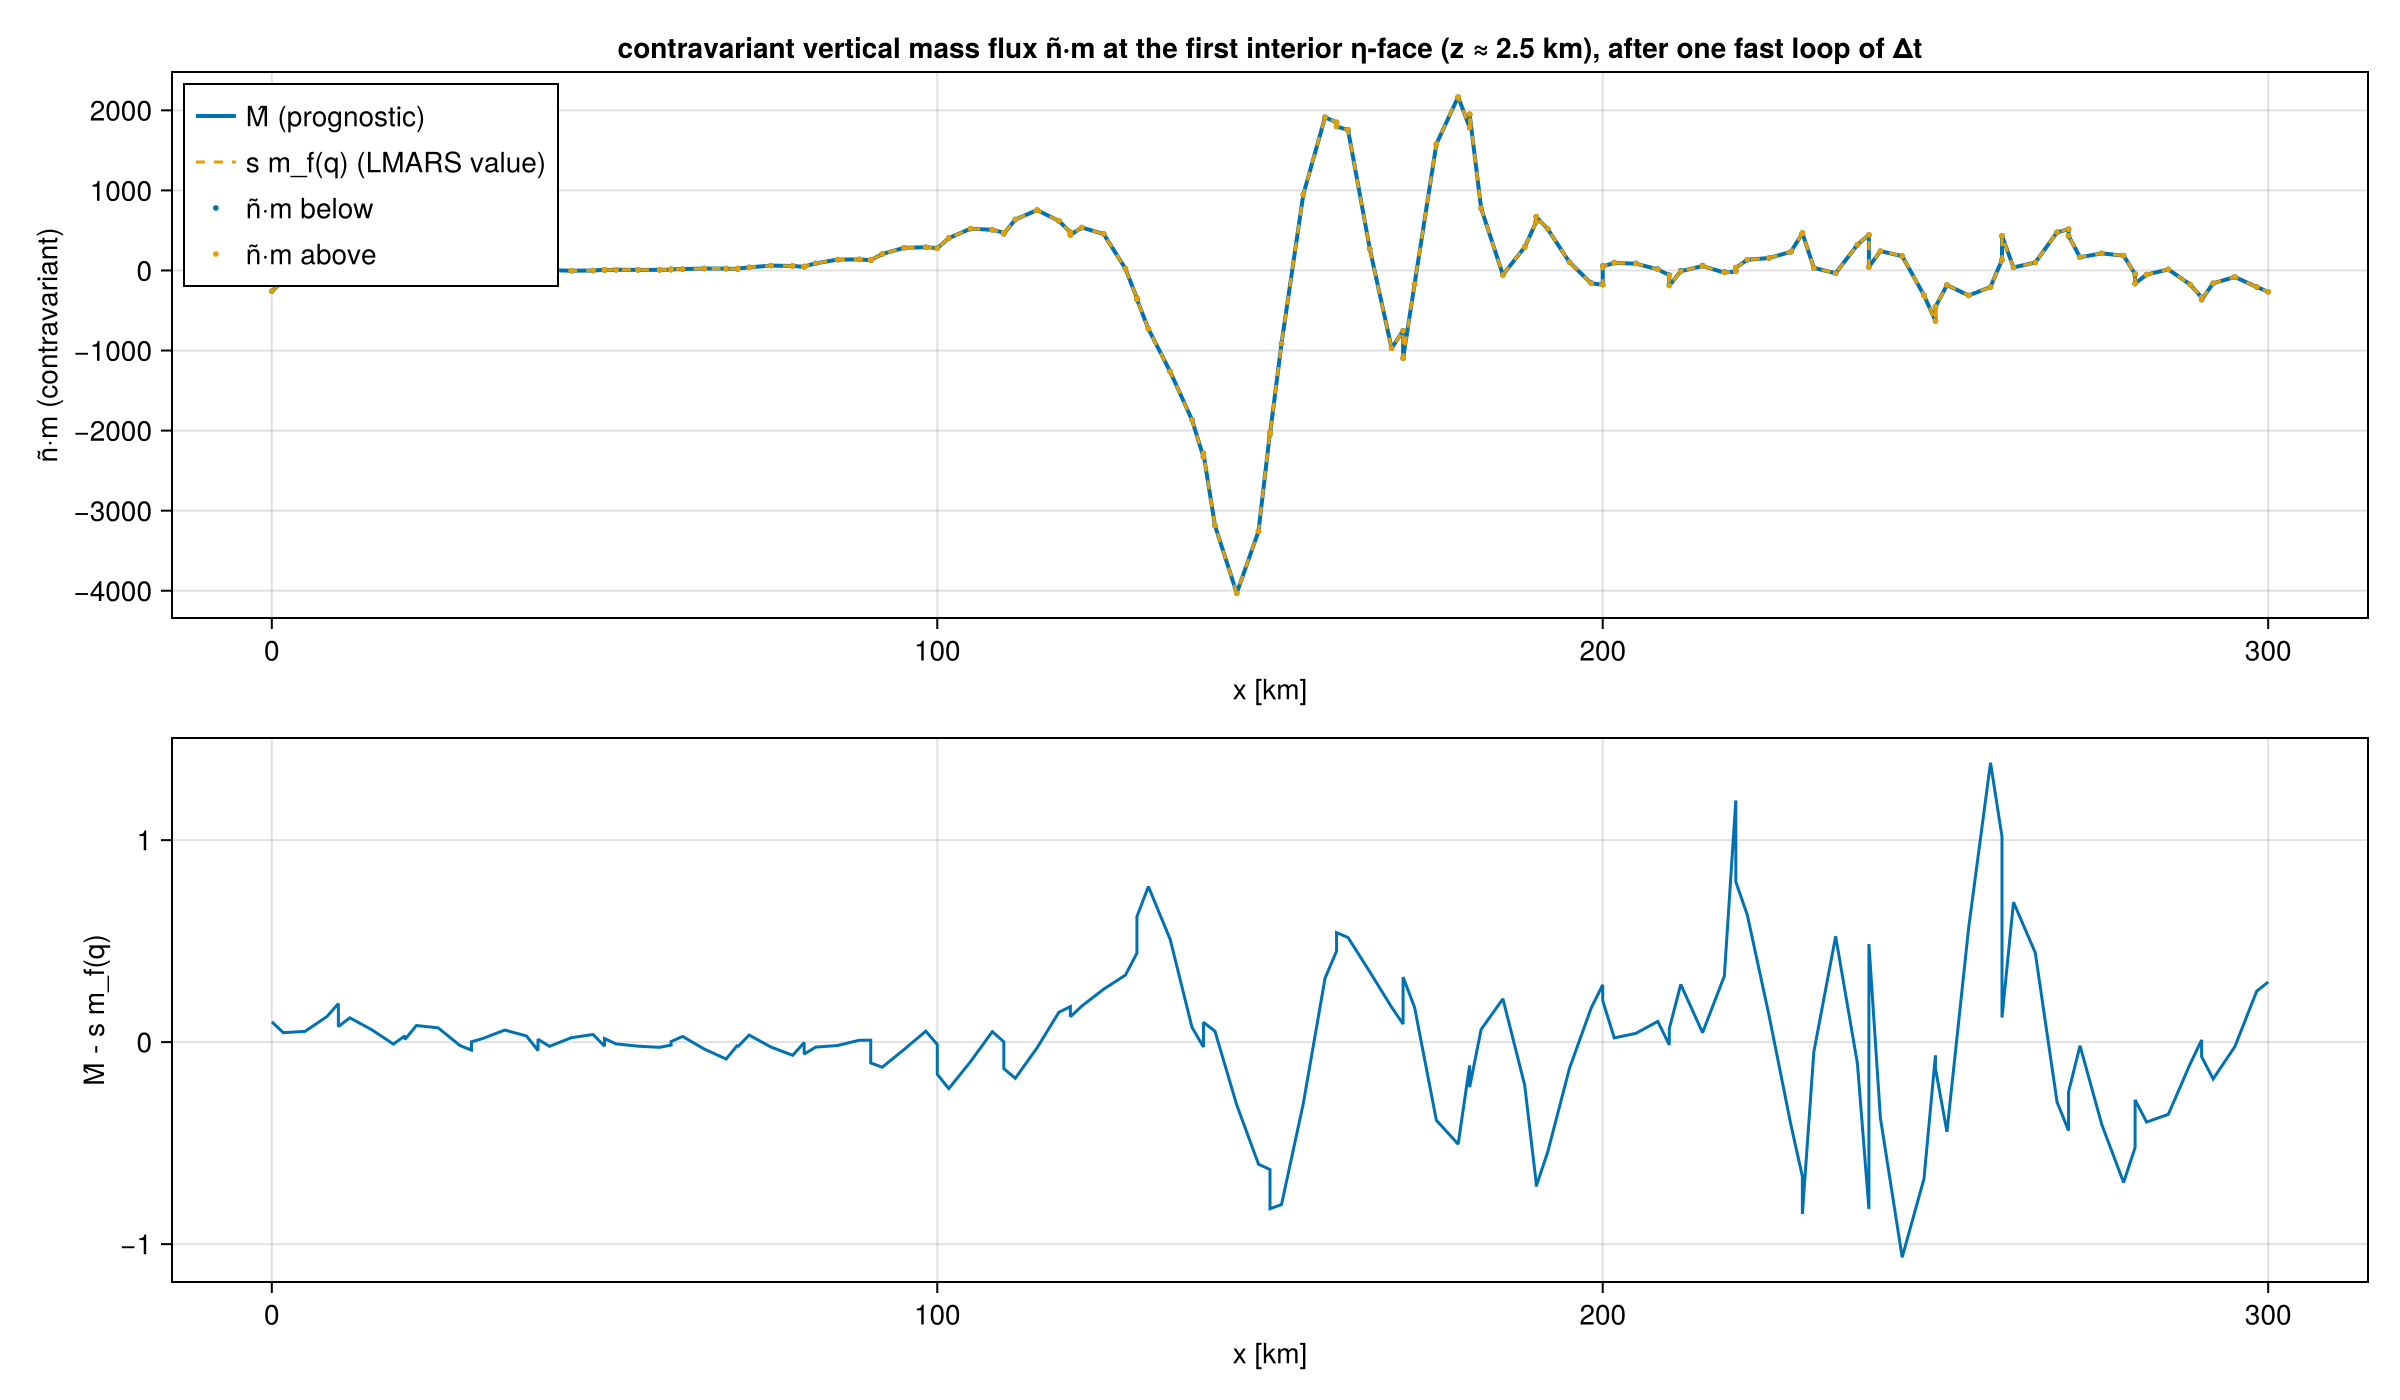 contravariant vertical mass flux ñ·m at the first interior η-face (z ≈ 2.5 km), after one fast loop of Δt
M̂ (prognostic)
s m_f(q) (LMARS value)
ñ·m below
ñ·m above
ñ·m (contravariant)
2000
1000
0
−1000
−2000
−3000
−4000
0 100 200 300
x [km]
M̂ - s m_f(q)
1
0
−1
0 100 200 300
x [km]